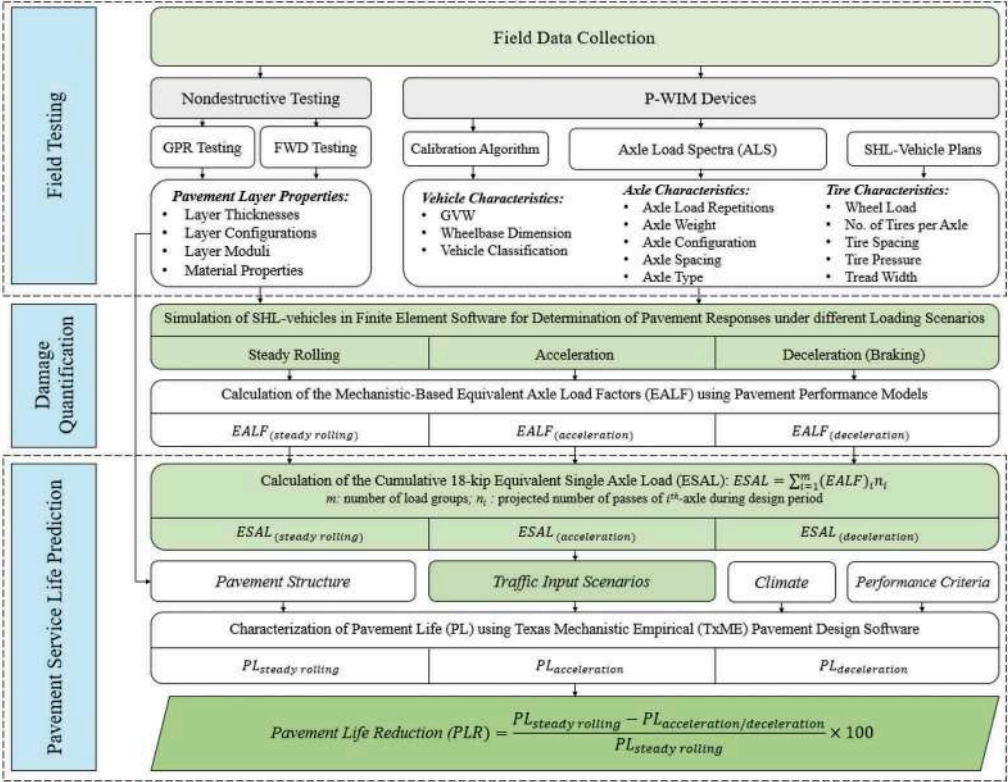 Field Testing
Field Data Collection
Nondestructive Testing
P-WIM Devices
GPR Testing
FWD Testing
Calibration Algorithm
Axle Load Spectra (ALS)
SHL-Vehicle Plans
Pavement Layer Properties:
• Layer Thicknesses
• Layer Configurations
• Layer Moduli
• Material Properties
Vehicle Characteristics:
• GVW
• Wheelbase Dimension
• Vehicle Classification
Axle Characteristics:
• Axle Load Repetitions
• Axle Weight
• Axle Configuration
• Axle Spacing
• Axle Type
Tire Characteristics:
• Wheel Load
• No. of Tires per Axle
• Tire Spacing
• Tire Pressure
• Tread Width
Damage
Quantification
Simulation of SHL-vehicles in Finite Element Software for Determination of Pavement Responses under different Loading Scenarios
Steady Rolling
Acceleration
Deceleration (Braking)
Calculation of the Mechanistic-Based Equivalent Axle Load Factors (EALF) using Pavement Performance Models
EALF(steady rolling)
EALF(acceleration)
EALF(deceleration)
Pavement Service Life Prediction
Calculation of the Cumulative 18-kip Equivalent Single Axle Load (ESAL): ESAL = ∑ᵐᵢ₌₁(EALF)ᵢnᵢ
m: number of load groups; nᵢ : projected number of passes of iᵗʰ-axle during design period
ESAL(steady rolling)
ESAL(acceleration)
ESAL(deceleration)
Pavement Structure
Traffic Input Scenarios
Climate
Performance Criteria
Characterization of Pavement Life (PL) using Texas Mechanistic Empirical (TxME) Pavement Design Software
PLsteady rolling
PLacceleration
PLdeceleration
Pavement Life Reduction (PLR) = (PLsteady rolling − PLacceleration/deceleration) / PLsteady rolling × 100